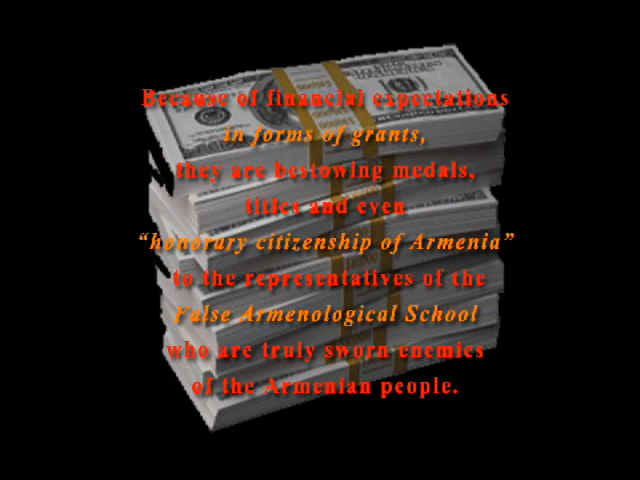 Because of financial expectations
in forms of grants,
they are bestowing medals,
titles and even
“honorary citizenship of Armenia”
to the representatives of the
False Armenological School
who are truly sworn enemies
of the Armenian people.